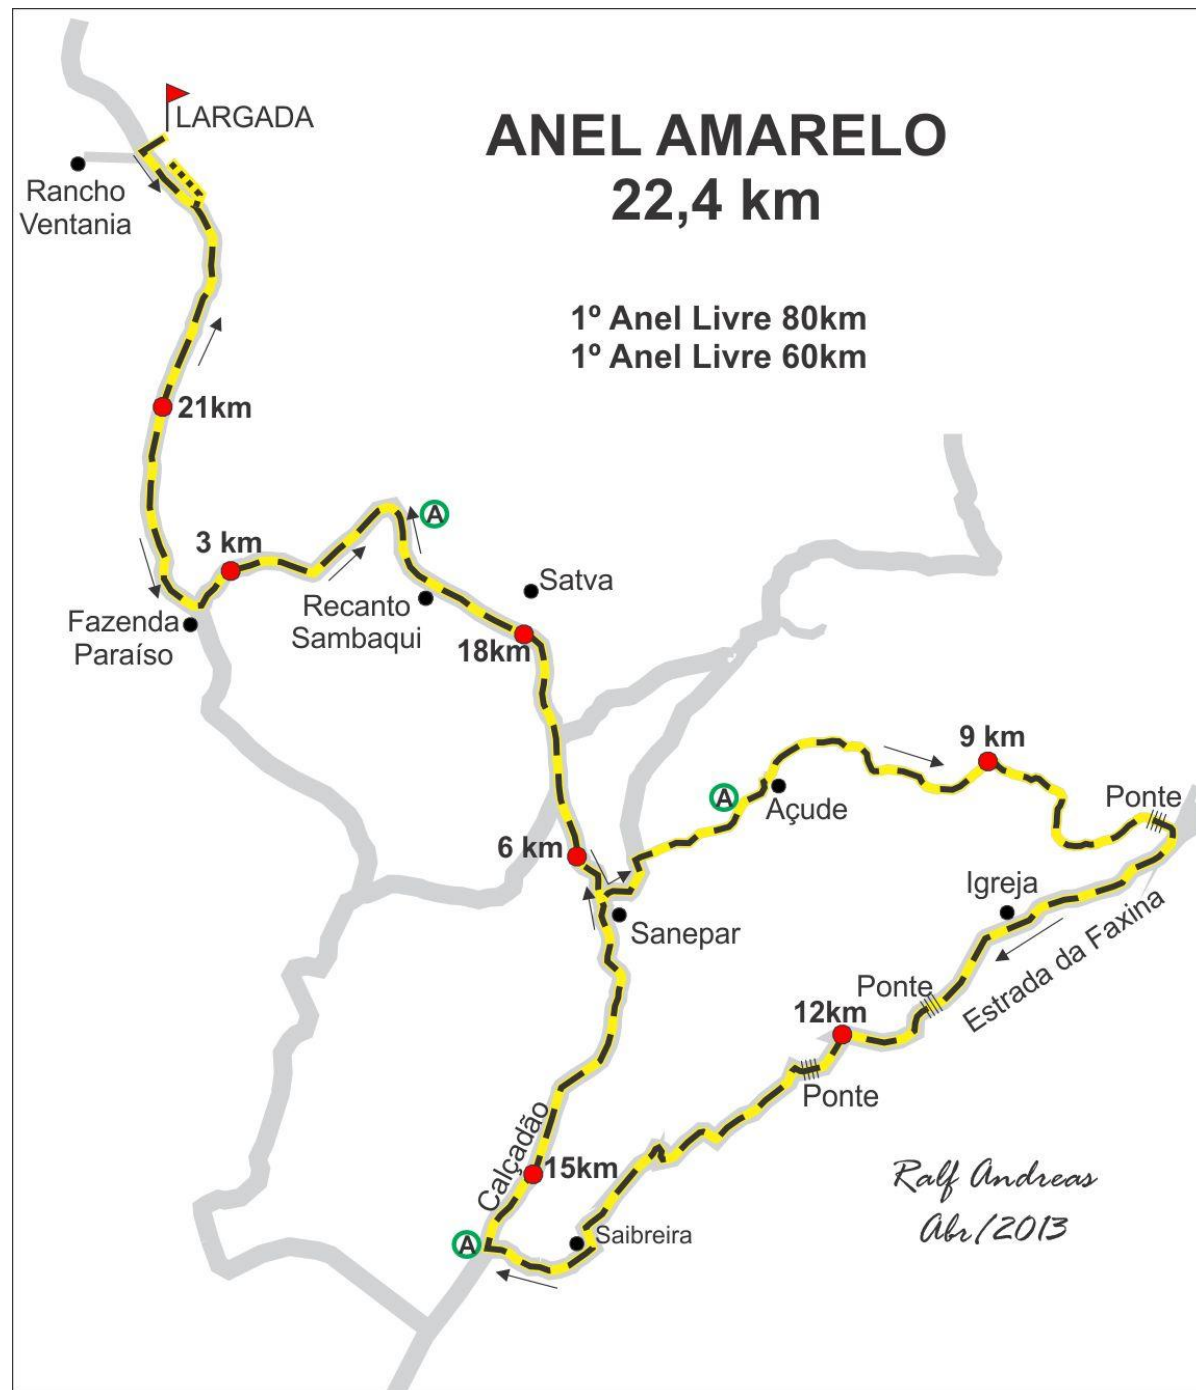 LARGADA
ANEL AMARELO
22,4 km
Rancho
Ventania
1º Anel Livre 80km
1º Anel Livre 60km
21km
A
3 km
Satva
Recanto
Sambaqui
Fazenda
Paraíso
18km
9 km
A
Açude
Ponte
6 km
Igreja
Sanepar
Estrada da Faxina
Ponte
12km
Ponte
Calçadão
15km
Ralf Andreas
Abr/2013
A
Saibreira